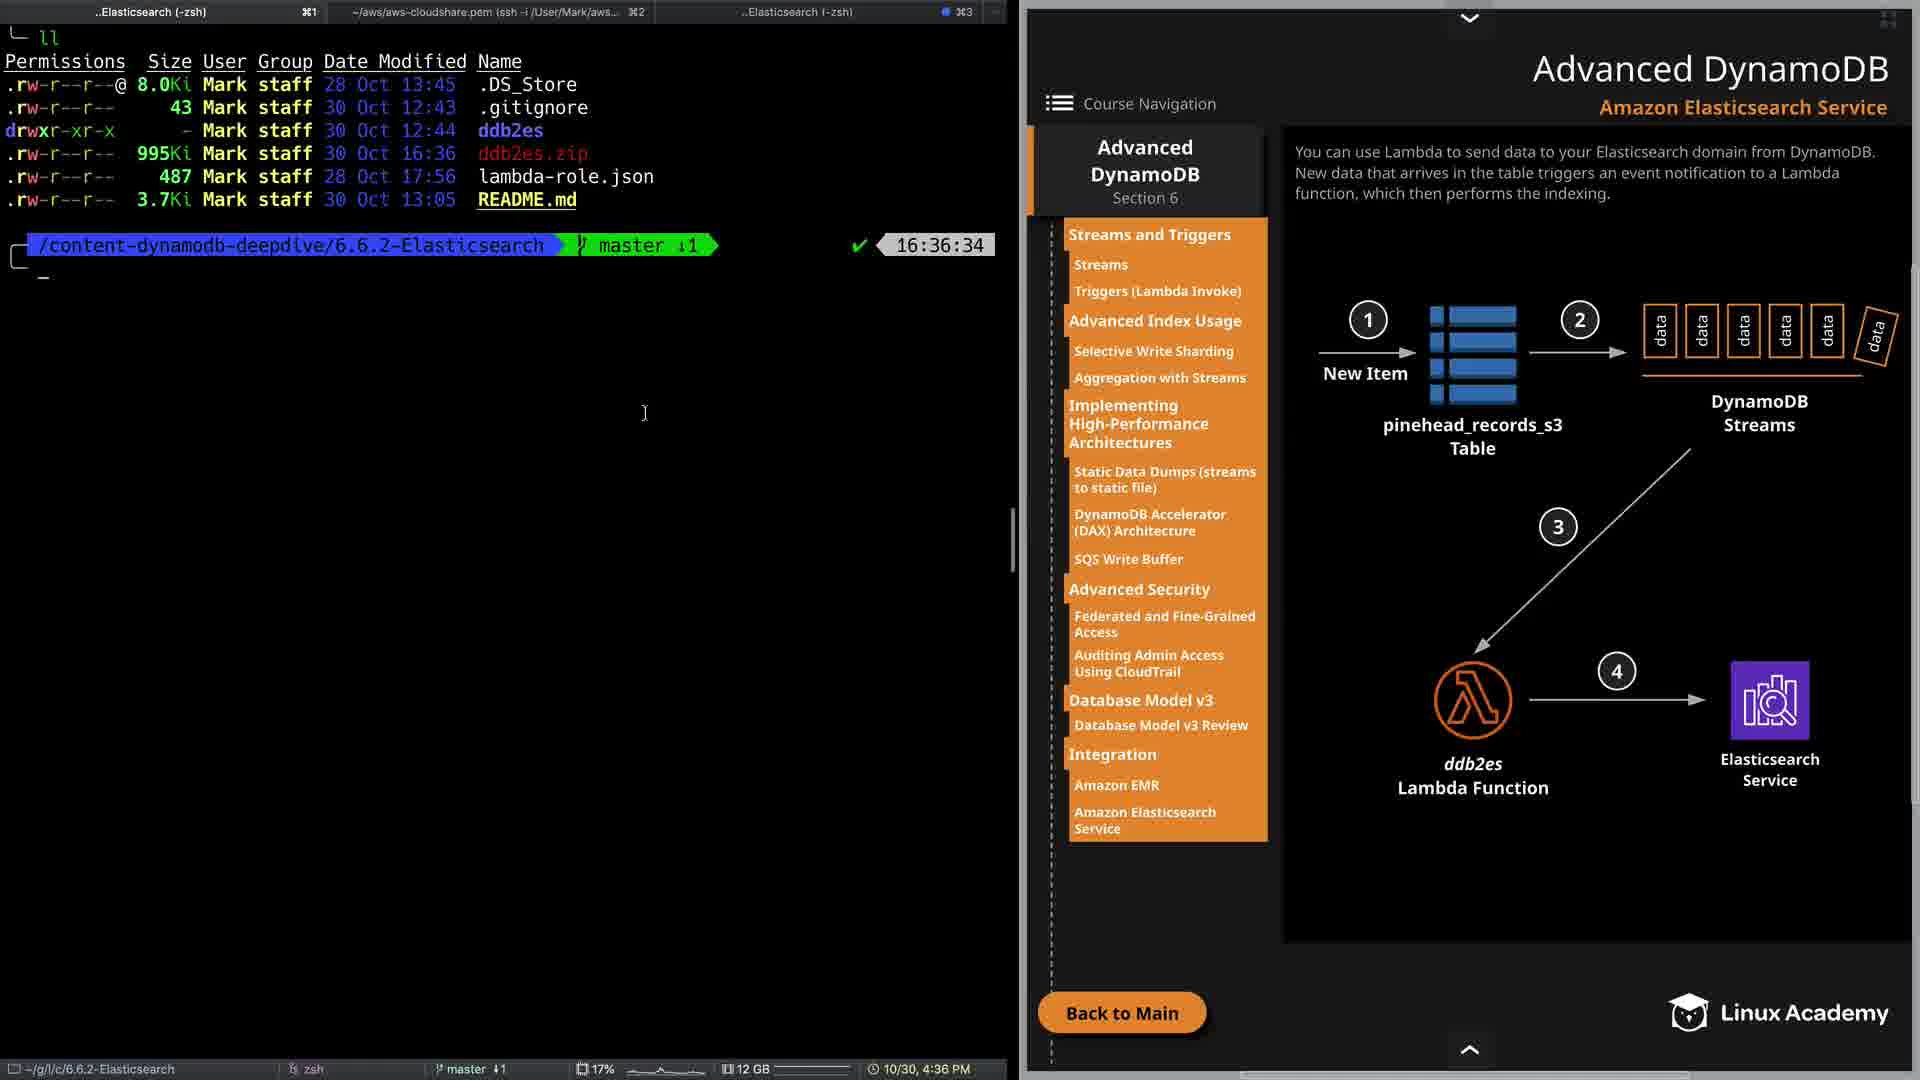 ..Elasticsearch (-zsh) ⌘1 ~/aws/aws-cloudshare.pem (ssh -i /User/Mark/aws... ⌘2 ..Elasticsearch (-zsh) ⌘3
ll
Permissions Size User Group Date Modified Name
.rw-r--r--@ 8.0Ki Mark staff 28 Oct 13:45 .DS_Store
.rw-r--r-- 43 Mark staff 30 Oct 12:43 .gitignore
drwxr-xr-x - Mark staff 30 Oct 12:44 ddb2es
.rw-r--r-- 995Ki Mark staff 30 Oct 16:36 ddb2es.zip
.rw-r--r-- 487 Mark staff 28 Oct 17:56 lambda-role.json
.rw-r--r-- 3.7Ki Mark staff 30 Oct 13:05 README.md
/content-dynamodb-deepdive/6.6.2-Elasticsearch master ↓1 ✔ 16:36:34
~/g/l/c/6.6.2-Elasticsearch zsh master ↓1 17% 12 GB 10/30, 4:36 PM
Advanced DynamoDB
Amazon Elasticsearch Service
Course Navigation
Advanced
DynamoDB
Section 6
Streams and Triggers
Streams
Triggers (Lambda Invoke)
Advanced Index Usage
Selective Write Sharding
Aggregation with Streams
Implementing
High-Performance
Architectures
Static Data Dumps (streams
to static file)
DynamoDB Accelerator
(DAX) Architecture
SQS Write Buffer
Advanced Security
Federated and Fine-Grained
Access
Auditing Admin Access
Using CloudTrail
Database Model v3
Database Model v3 Review
Integration
Amazon EMR
Amazon Elasticsearch
Service
Back to Main
You can use Lambda to send data to your Elasticsearch domain from DynamoDB.
New data that arrives in the table triggers an event notification to a Lambda
function, which then performs the indexing.
1
New Item
pinehead_records_s3
Table
2
data data data data data data
DynamoDB
Streams
3
ddb2es
Lambda Function
4
Elasticsearch
Service
Linux Academy